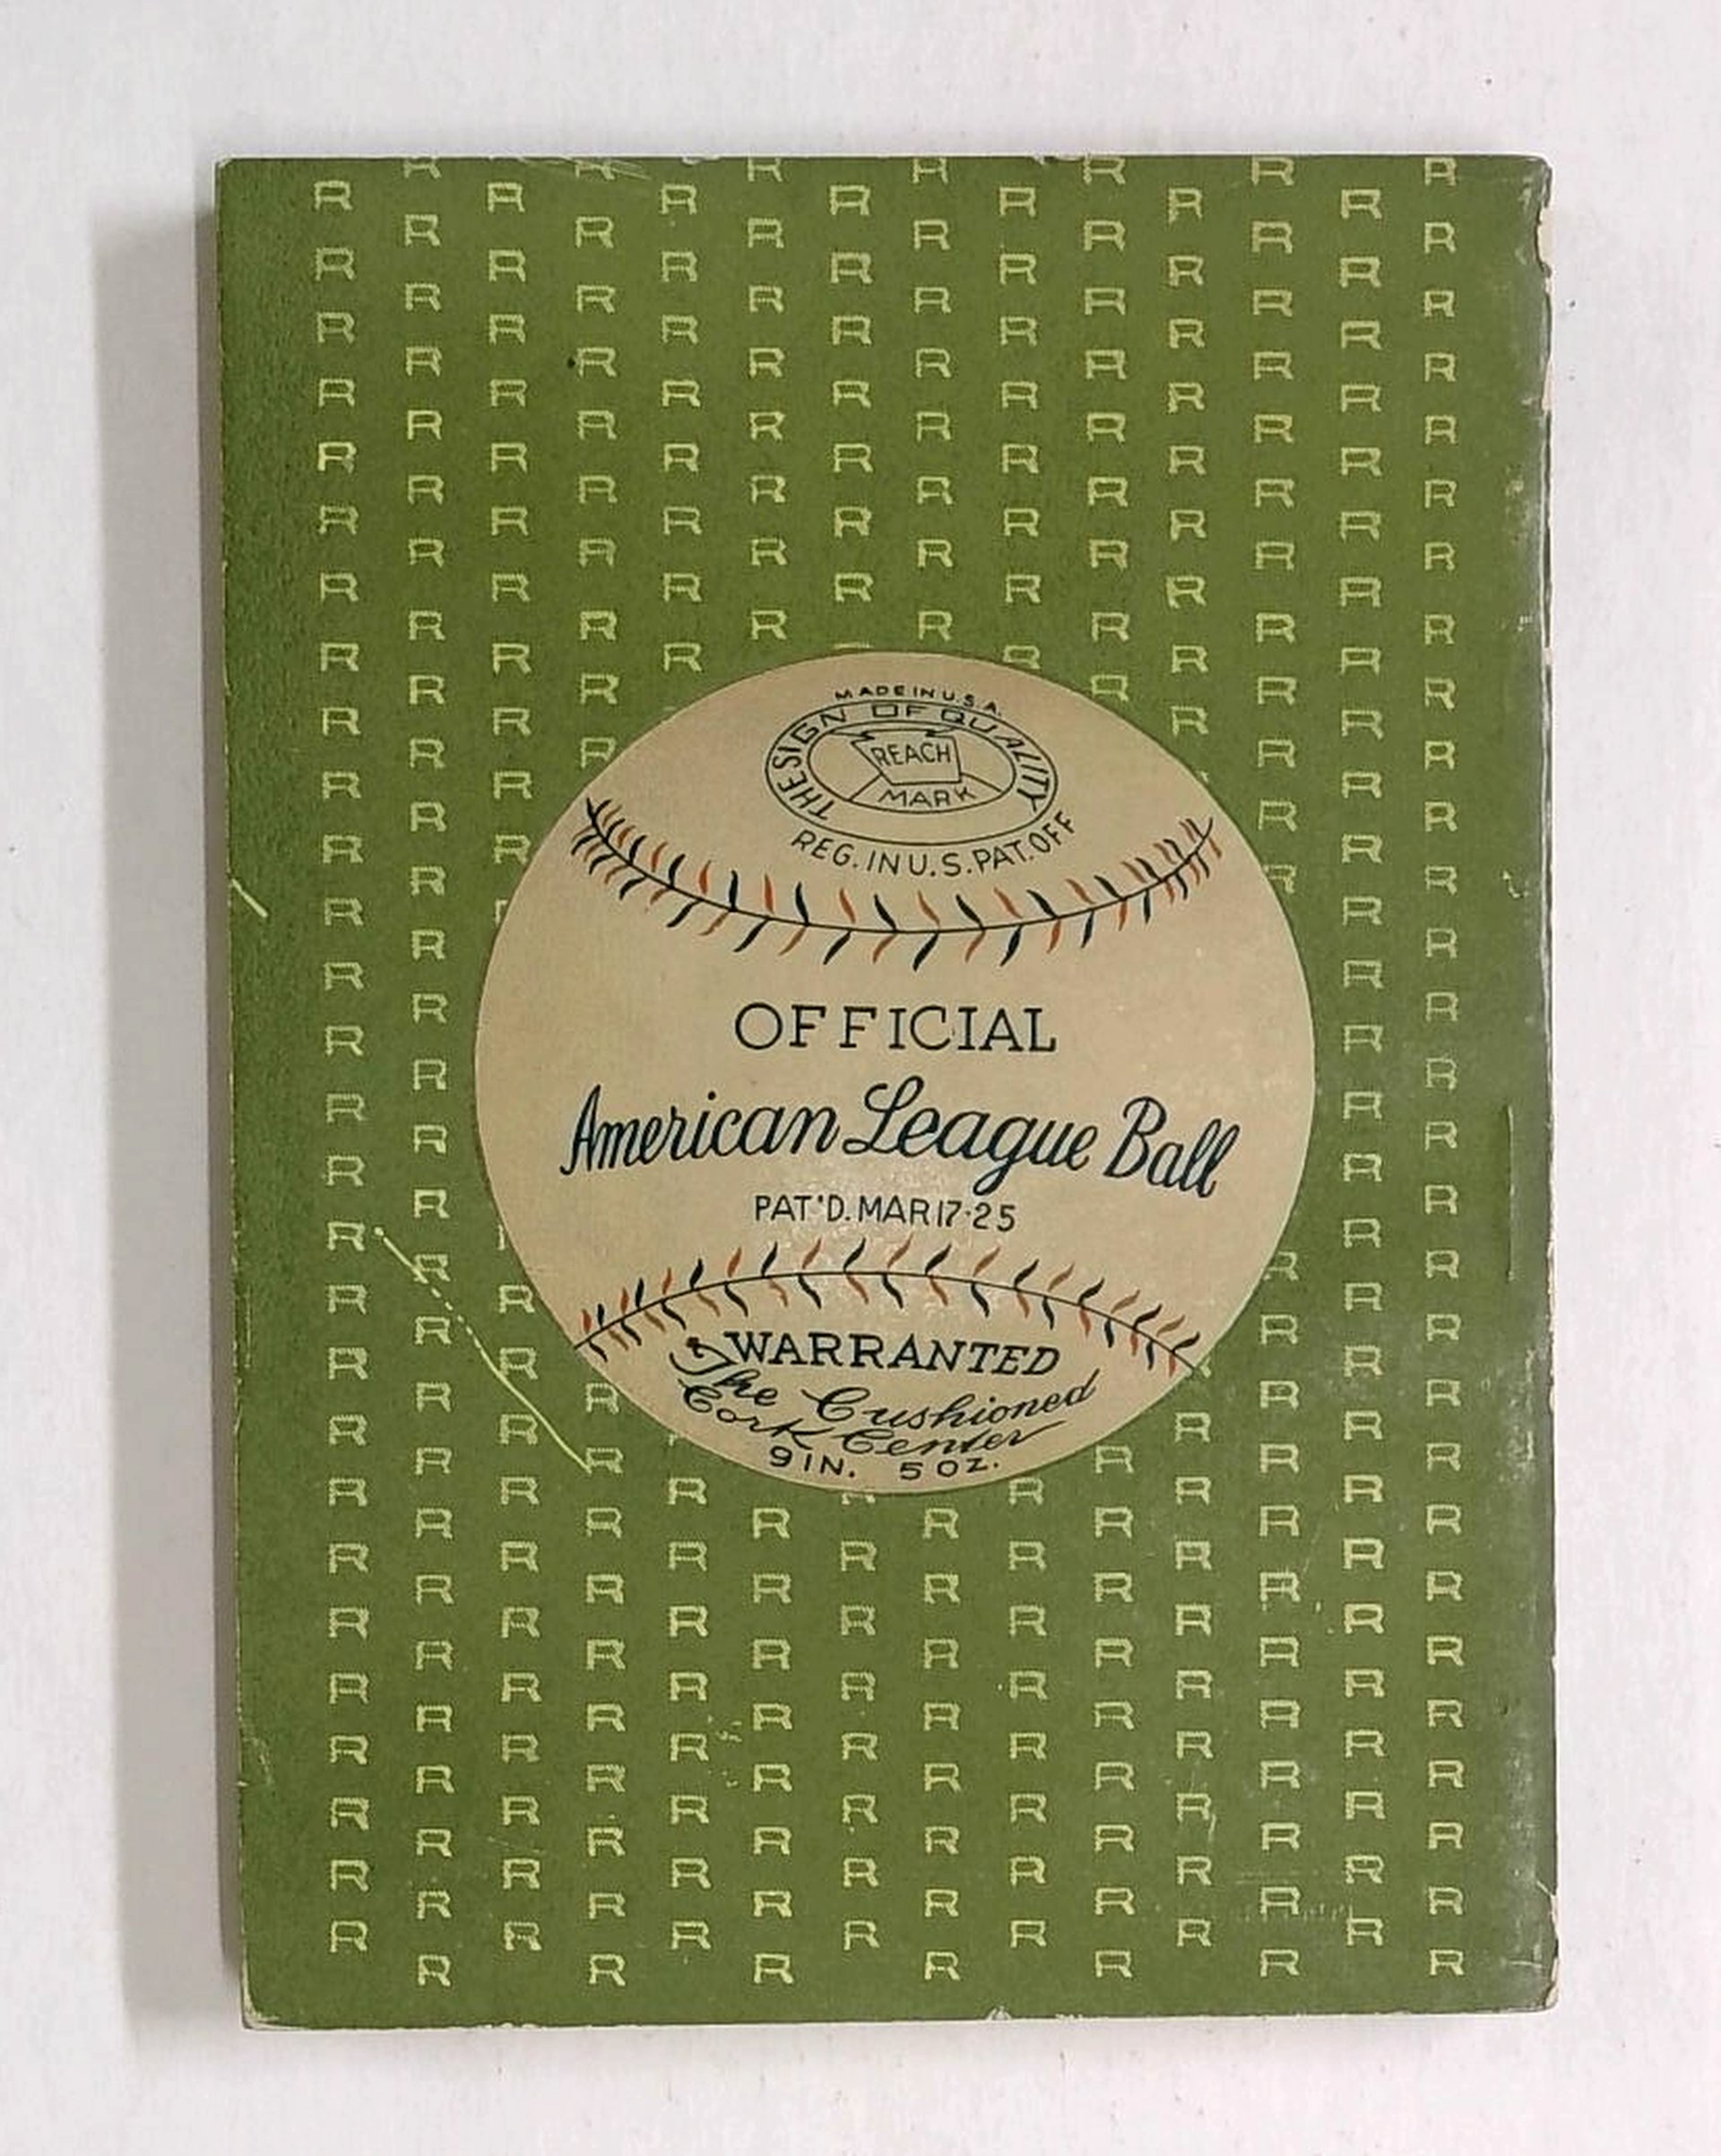 MADE IN U.S.A.
THE SIGN OF QUALITY
REACH
MARK
REG. IN U.S. PAT. OFF
OFFICIAL
American League Ball
PAT'D. MAR 17-25
WARRANTED
The Cushioned
Cork Center
9 IN. 5 OZ.